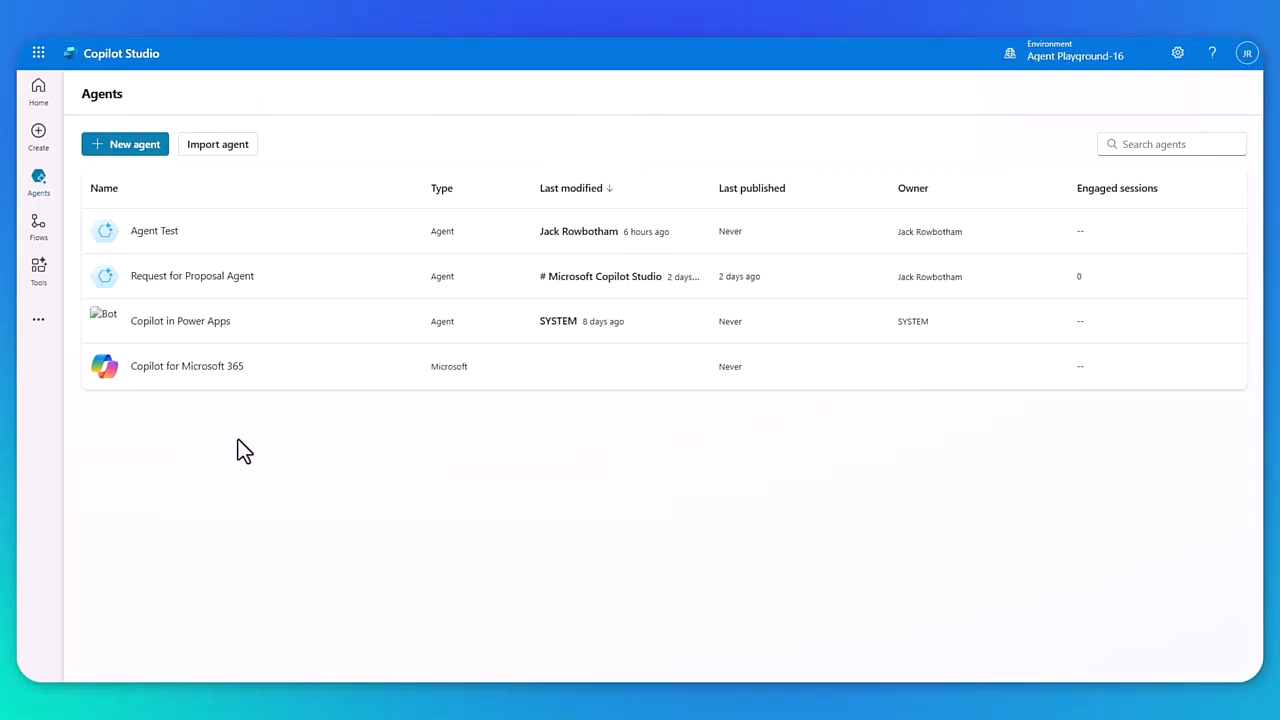 Copilot Studio
Environment
Agent Playground-16
JR
Home
Create
Agents
Flows
Tools
Agents
New agent
Import agent
Search agents
Name Type Last modified Last published Owner Engaged sessions
Agent Test Agent Jack Rowbotham 6 hours ago Never Jack Rowbotham --
Request for Proposal Agent Agent # Microsoft Copilot Studio 2 days... 2 days ago Jack Rowbotham 0
Bot Copilot in Power Apps Agent SYSTEM 8 days ago Never SYSTEM --
Copilot for Microsoft 365 Microsoft Never --